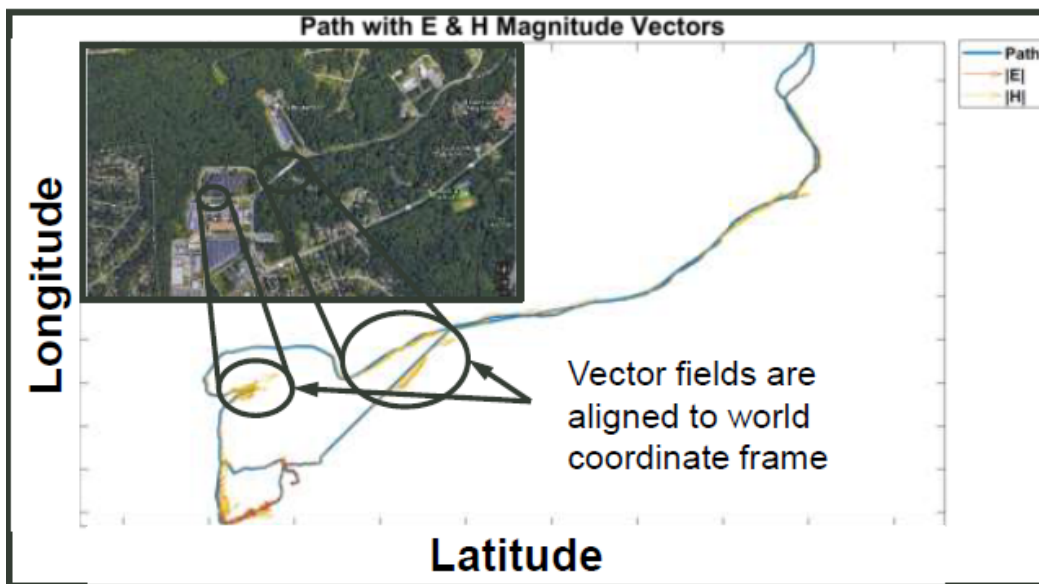 Path with E & H Magnitude Vectors
Path
|E|
|H|
Longitude
Vector fields are
aligned to world
coordinate frame
Latitude